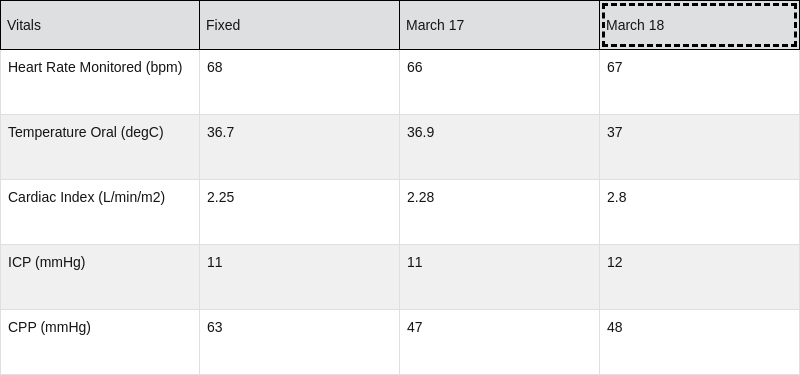 Vitals Fixed March 17 March 18
Heart Rate Monitored (bpm) 68 66 67
Temperature Oral (degC) 36.7 36.9 37
Cardiac Index (L/min/m2) 2.25 2.28 2.8
ICP (mmHg) 11 11 12
CPP (mmHg) 63 47 48